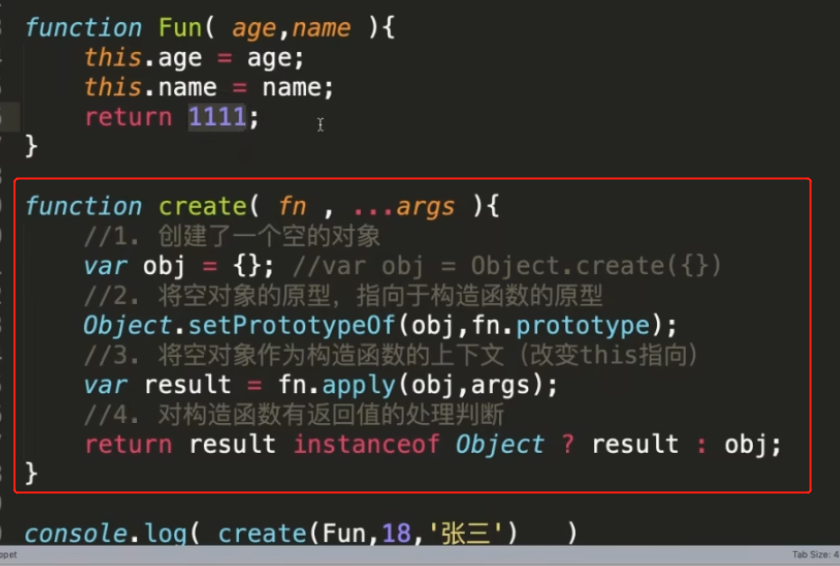 function Fun( age,name ){
    this.age = age;
    this.name = name;
    return 1111;
}
function create( fn , ...args ){
    //1. 创建了一个空的对象
    var obj = {}; //var obj = Object.create({})
    //2. 将空对象的原型，指向于构造函数的原型
    Object.setPrototypeOf(obj,fn.prototype);
    //3. 将空对象作为构造函数的上下文（改变this指向）
    var result = fn.apply(obj,args);
    //4. 对构造函数有返回值的处理判断
    return result instanceof Object ? result : obj;
}
console.log( create(Fun,18,'张三')   )
Tab Size: 4